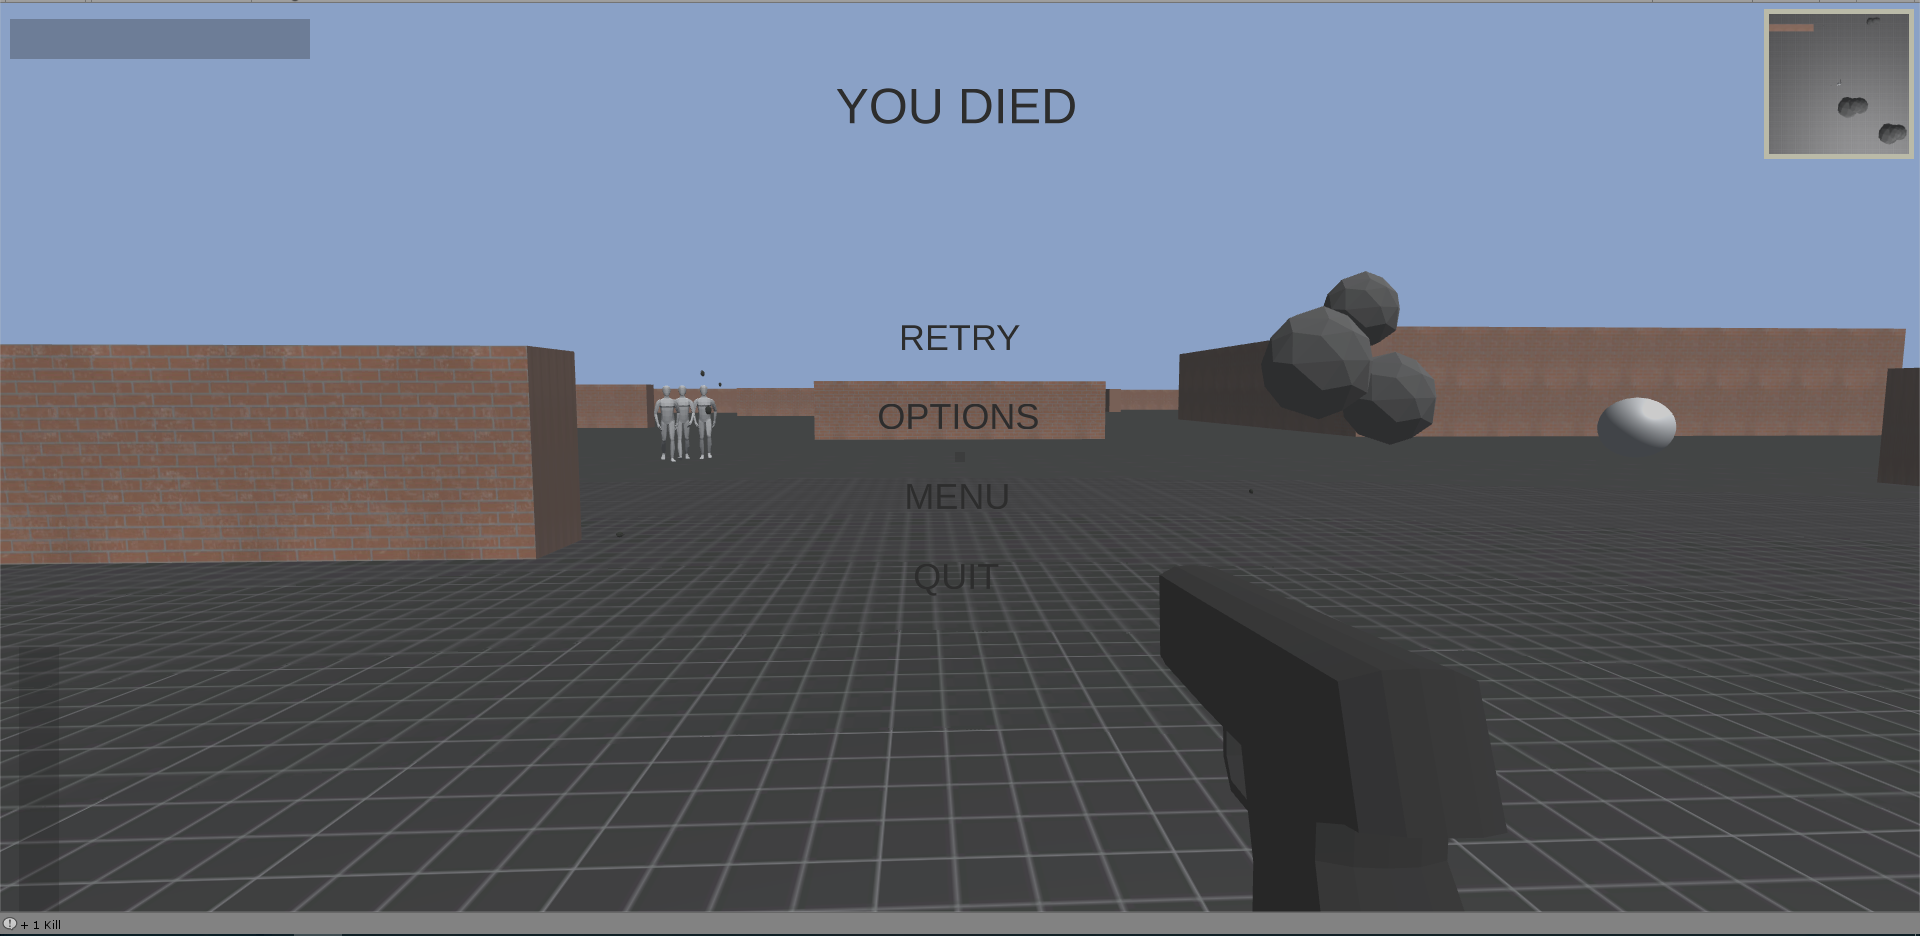 YOU DIED
RETRY
OPTIONS
MENU
QUIT
+ 1 Kill